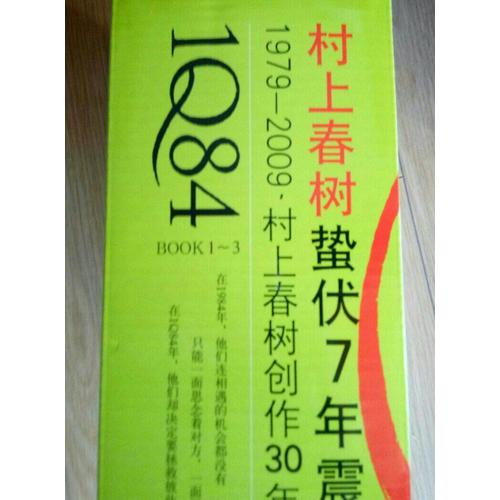 村上春树蛰伏7年震
1979—2009·村上春树创作30年
1Q84
BOOK 1～3
在1984年，他们连相遇的机会都没有
只能一面思念着对方，一面
在1Q84年，他们却决定要拯救彼